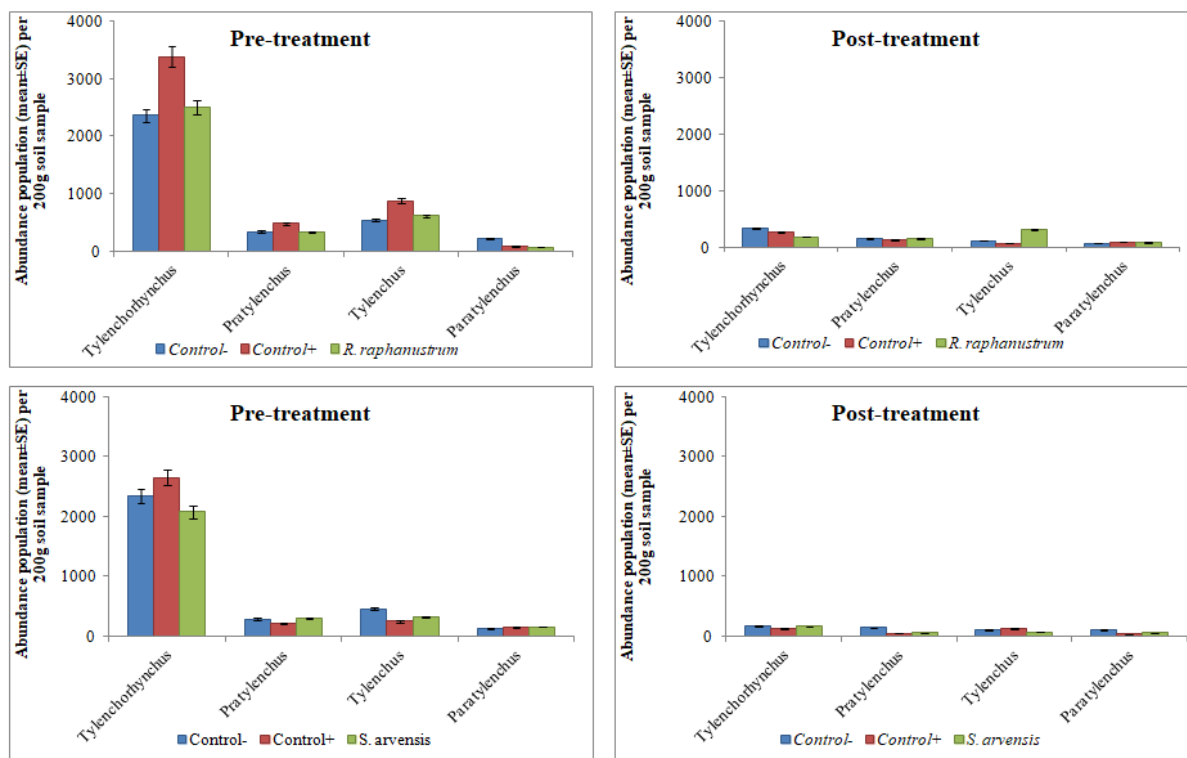 Abundance population (mean±SE) per
200g soil sample
Pre-treatment
4000
3000
2000
1000
0
Tylenchorhynchus
Pratylenchus
Tylenchus
Paratylenchus
Control-
Control+
R. raphanustrum
Abundance population (mean±SE) per
200g soil sample
Post-treatment
4000
3000
2000
1000
0
Tylenchorhynchus
Pratylenchus
Tylenchus
Paratylenchus
Control-
Control+
R. raphanustrum
Abundance population (mean±SE) per
200g soil sample
Pre-treatment
4000
3000
2000
1000
0
Tylenchorhynchus
Pratylenchus
Tylenchus
Paratylenchus
Control-
Control+
S. arvensis
Abundance population (mean±SE) per
200g soil sample
Post-treatment
4000
3000
2000
1000
0
Tylenchorhynchus
Pratylenchus
Tylenchus
Paratylenchus
Control-
Control+
S. arvensis